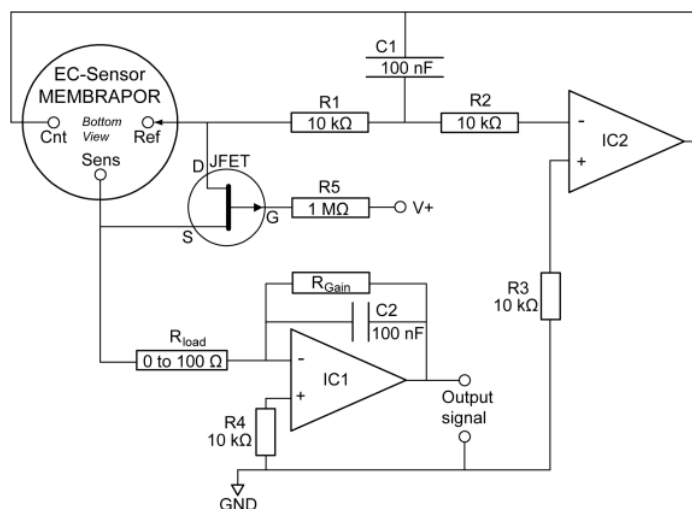 C1
100 nF
EC-Sensor
MEMBRAPOR
Bottom
View
Cnt
Ref
Sens
R1
10 kΩ
R2
10 kΩ
-
+
IC2
D
JFET
S
G
R5
1 MΩ
V+
R3
10 kΩ
RGain
C2
100 nF
Rload
0 to 100 Ω
-
+
IC1
R4
10 kΩ
Output
signal
GND